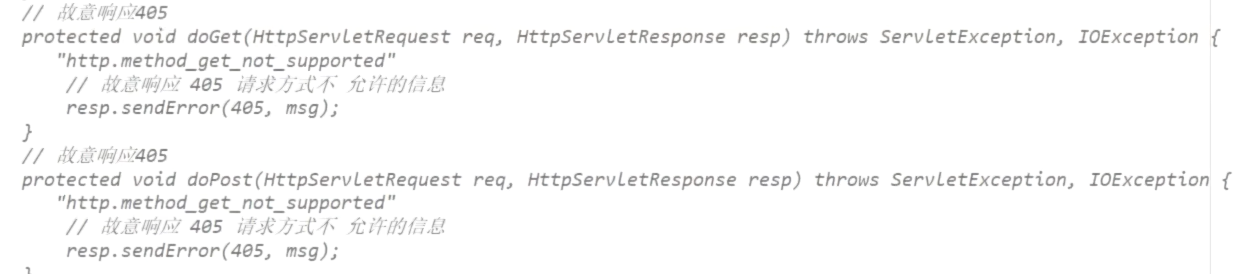 // 故意响应405
protected void doGet(HttpServletRequest req, HttpServletResponse resp) throws ServletException, IOException {
"http.method_get_not_supported"
// 故意响应 405 请求方式不 允许的信息
resp.sendError(405, msg);
}
// 故意响应405
protected void doPost(HttpServletRequest req, HttpServletResponse resp) throws ServletException, IOException {
"http.method_get_not_supported"
// 故意响应 405 请求方式不 允许的信息
resp.sendError(405, msg);
}